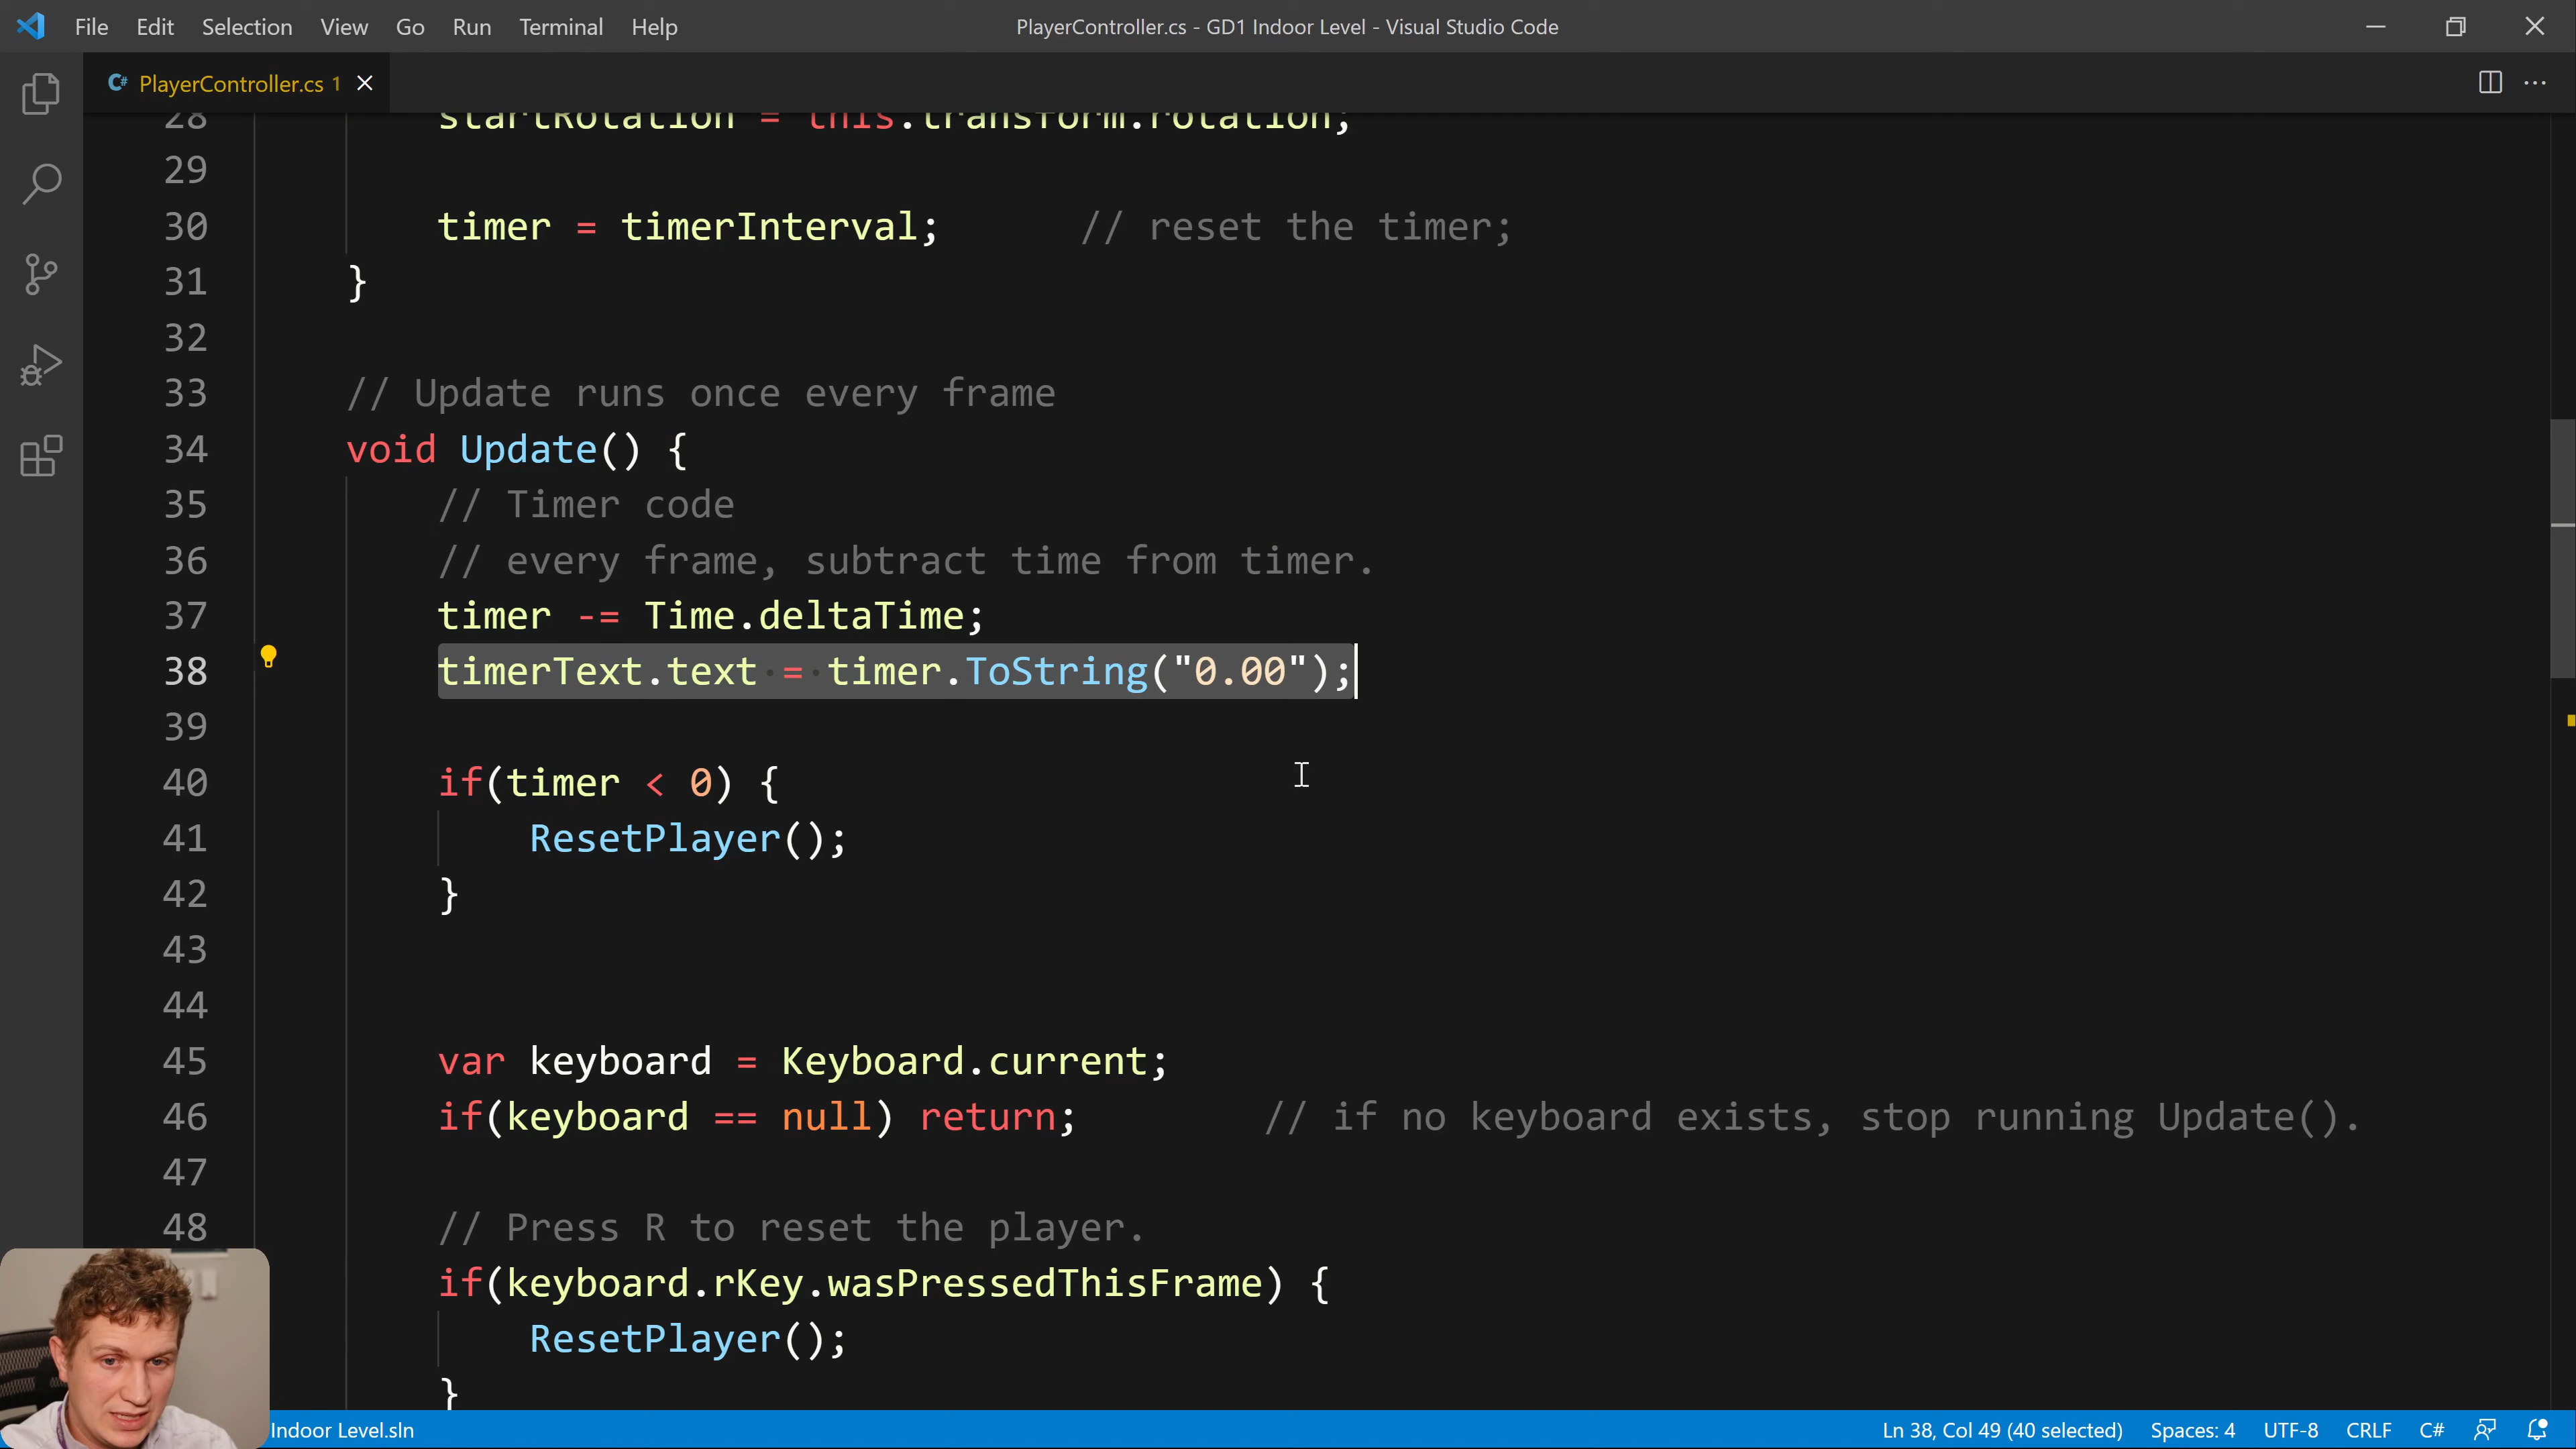 File Edit Selection View Go Run Terminal Help
PlayerController.cs - GD1 Indoor Level - Visual Studio Code
C# PlayerController.cs 1
28 startRotation = this.transform.rotation;
29
30 timer = timerInterval; // reset the timer;
31 }
32
33 // Update runs once every frame
34 void Update() {
35 // Timer code
36 // every frame, subtract time from timer.
37 timer -= Time.deltaTime;
38 timerText.text = timer.ToString("0.00");
39
40 if(timer < 0) {
41 ResetPlayer();
42 }
43
44
45 var keyboard = Keyboard.current;
46 if(keyboard == null) return; // if no keyboard exists, stop running Update().
47
48 // Press R to reset the player.
if(keyboard.rKey.wasPressedThisFrame) {
ResetPlayer();
}
Indoor Level.sln
Ln 38, Col 49 (40 selected) Spaces: 4 UTF-8 CRLF C#